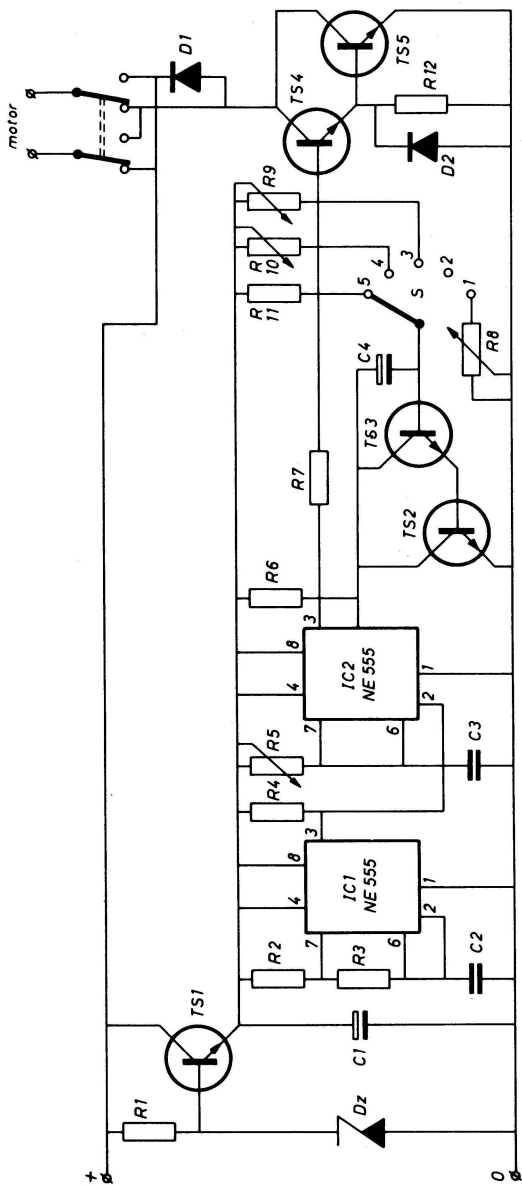 +
0
R1
Dz
TS1
C1
R2
R3
C2
7
6
4
8
3
2
1
IC1
NE 555
R4
R5
C3
7
6
4
8
3
2
1
IC2
NE 555
R6
R7
TS2
TS3
C4
R
11
R
10
R9
5
4
3
2
1
S
R8
motor
D1
TS4
TS5
D2
R12